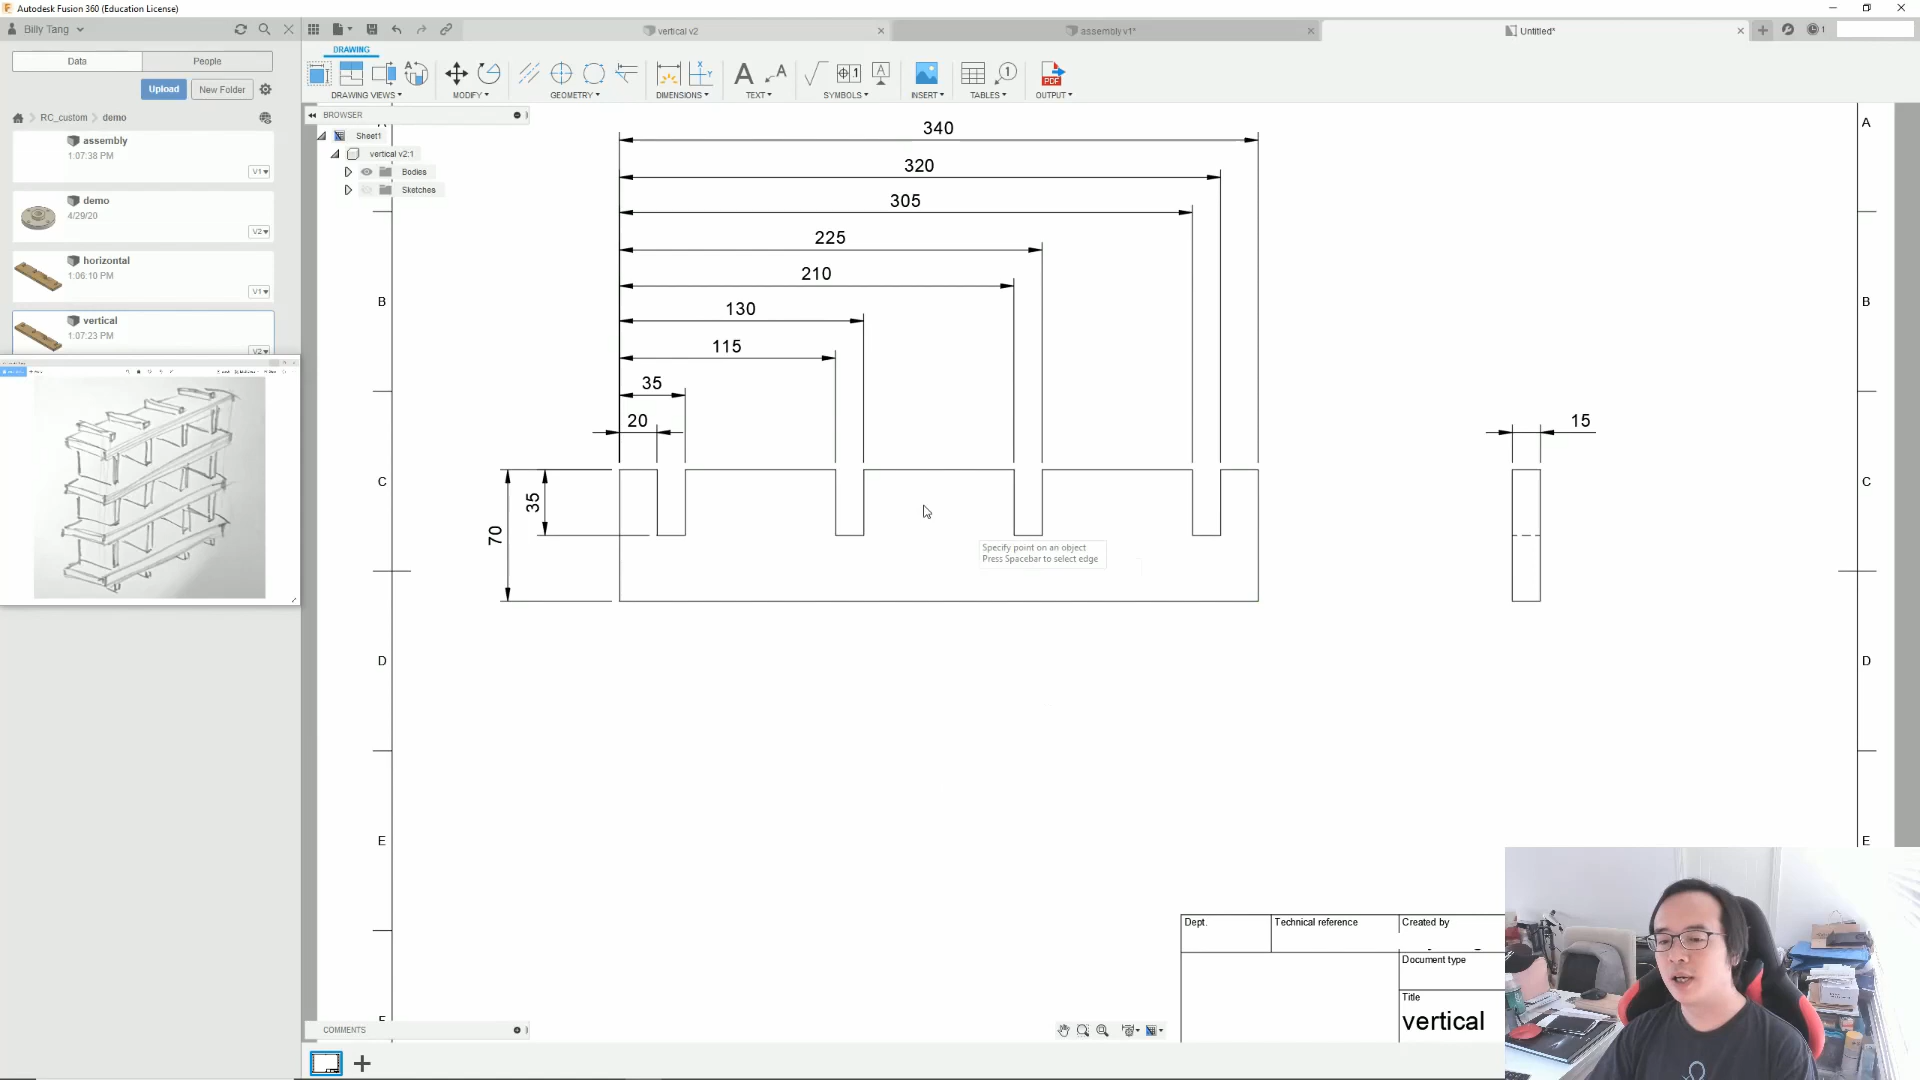 Autodesk Fusion 360 (Education License)
Billy Tang
vertical v2
assembly v1*
Untitled*
1
Data
People
Upload
New Folder
RC_custom
demo
assembly
1:07:38 PM
V1
demo
4/29/20
V2
horizontal
1:06:10 PM
V1
vertical
1:07:23 PM
V2
DRAWING
DRAWING VIEWS
MODIFY
GEOMETRY
DIMENSIONS
TEXT
SYMBOLS
INSERT
TABLES
OUTPUT
PDF
BROWSER
Sheet1
vertical v2:1
Bodies
Sketches
A
A
B
B
C
C
D
D
E
E
F
340
320
305
225
210
130
115
35
20
15
35
70
Specify point on an object
Press Spacebar to select edge
Dept.
Technical reference
Created by
Document type
Title
vertical
COMMENTS